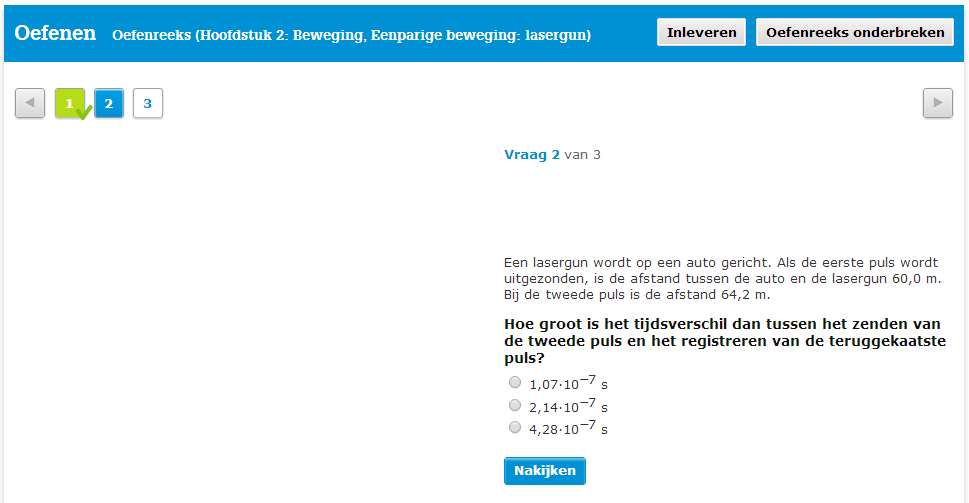 Oefenen Oefenreeks (Hoofdstuk 2: Beweging, Eenparige beweging: lasergun) Inleveren Oefenreeks onderbreken
1 2 3
Vraag 2 van 3
Een lasergun wordt op een auto gericht. Als de eerste puls wordt
uitgezonden, is de afstand tussen de auto en de lasergun 60,0 m.
Bij de tweede puls is de afstand 64,2 m.
Hoe groot is het tijdsverschil dan tussen het zenden van
de tweede puls en het registreren van de teruggekaatste
puls?
1,07·10⁻⁷ s
2,14·10⁻⁷ s
4,28·10⁻⁷ s
Nakijken